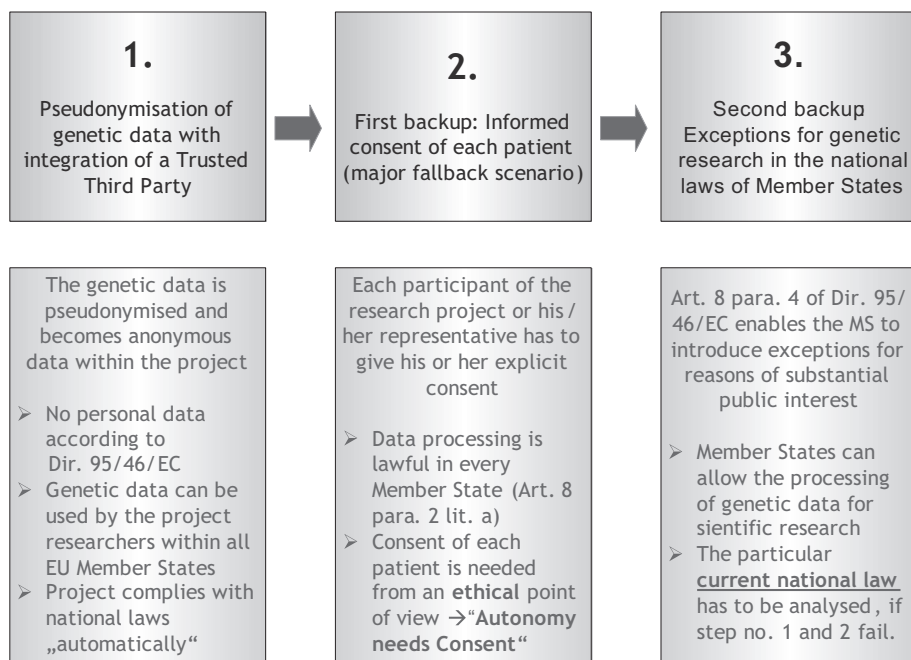 1.
Pseudonymisation of
genetic data with
integration of a Trusted
Third Party
2.
First backup: Informed
consent of each patient
(major fallback scenario)
3.
Second backup
Exceptions for genetic
research in the national
laws of Member States
The genetic data is
pseudonymised and
becomes anonymous
data within the project
➢ No personal data
according to
Dir. 95/46/EC
➢ Genetic data can be
used by the project
researchers within all
EU Member States
➢ Project complies with
national laws
„automatically“
Each participant of the
research project or his/
her representative has to
give his or her explicit
consent
➢ Data processing is
lawful in every
Member State (Art. 8
para. 2 lit. a)
➢ Consent of each
patient is needed
from an ethical point
of view →“Autonomy
needs Consent“
Art. 8 para. 4 of Dir. 95/
46/EC enables the MS to
introduce exceptions for
reasons of substantial
public interest
➢ Member States can
allow the processing
of genetic data for
sientific research
➢ The particular
current national law
has to be analysed, if
step no. 1 and 2 fail.